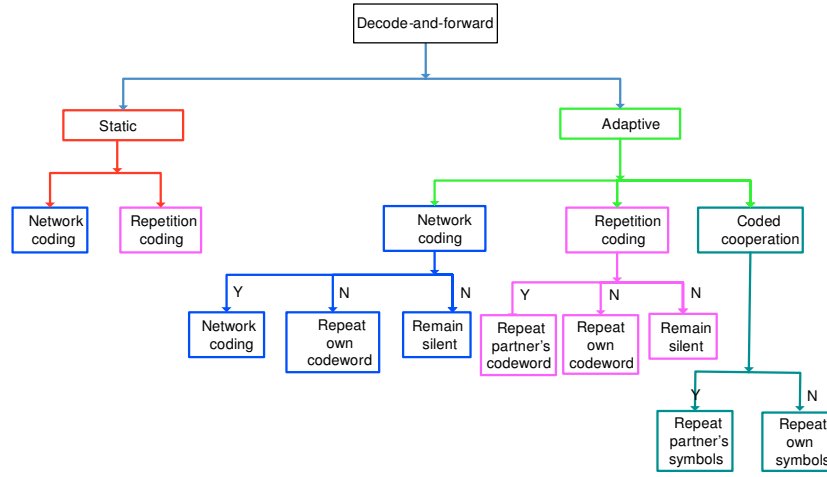 Decode-and-forward
Static
Adaptive
Network
coding
Repetition
coding
Network
coding
Repetition
coding
Coded
cooperation
Y
N
N
Y
N
N
Network
coding
Repeat
own
codeword
Remain
silent
Repeat
partner's
codeword
Repeat
own
codeword
Remain
silent
Y
N
Repeat
partner's
symbols
Repeat
own
symbols